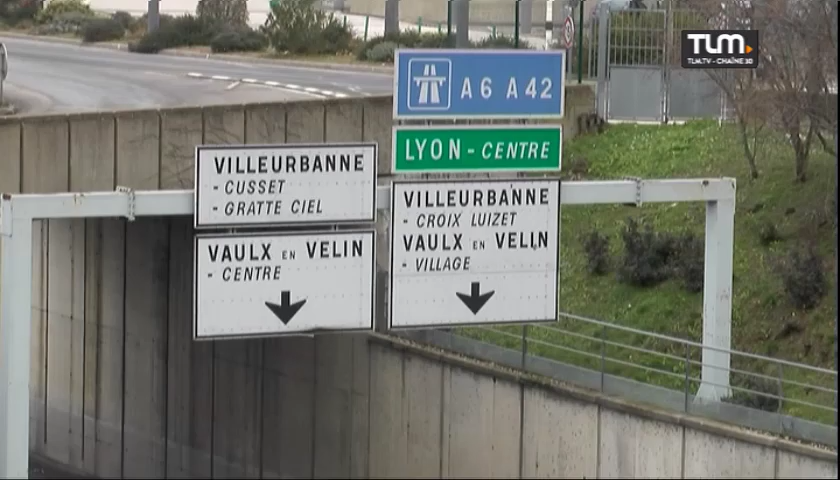 TLM
TLM.TV - CHAÎNE 30
A6 A42
LYON - CENTRE
VILLEURBANNE
- CUSSET
- GRATTE CIEL
VAULX EN VELIN
- CENTRE
VILLEURBANNE
- CROIX LUIZET
VAULX EN VELIN
- VILLAGE